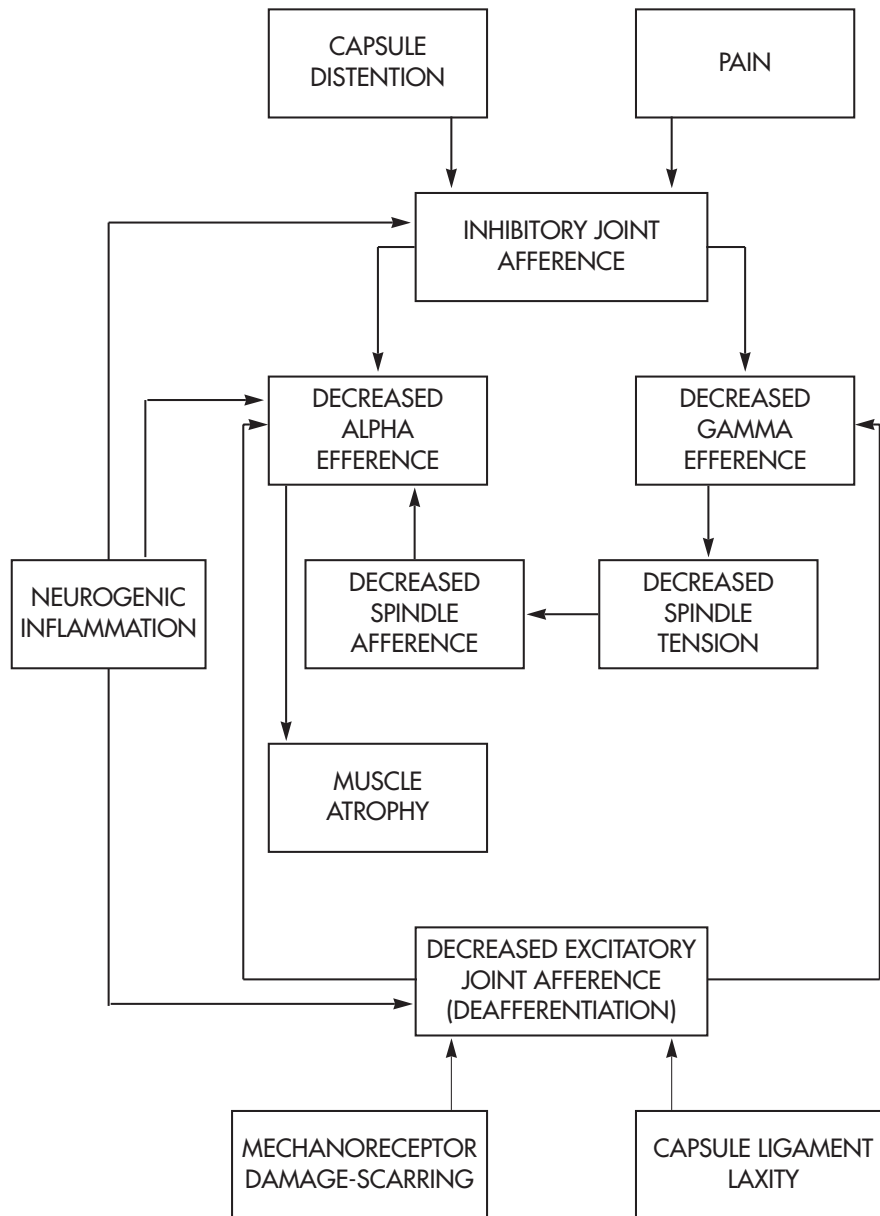 CAPSULE
DISTENTION
PAIN
INHIBITORY JOINT
AFFERENCE
DECREASED
ALPHA
EFFERENCE
DECREASED
GAMMA
EFFERENCE
NEUROGENIC
INFLAMMATION
DECREASED
SPINDLE
AFFERENCE
DECREASED
SPINDLE
TENSION
MUSCLE
ATROPHY
DECREASED EXCITATORY
JOINT AFFERENCE
(DEAFFERENTIATION)
MECHANORECEPTOR
DAMAGE-SCARRING
CAPSULE LIGAMENT
LAXITY